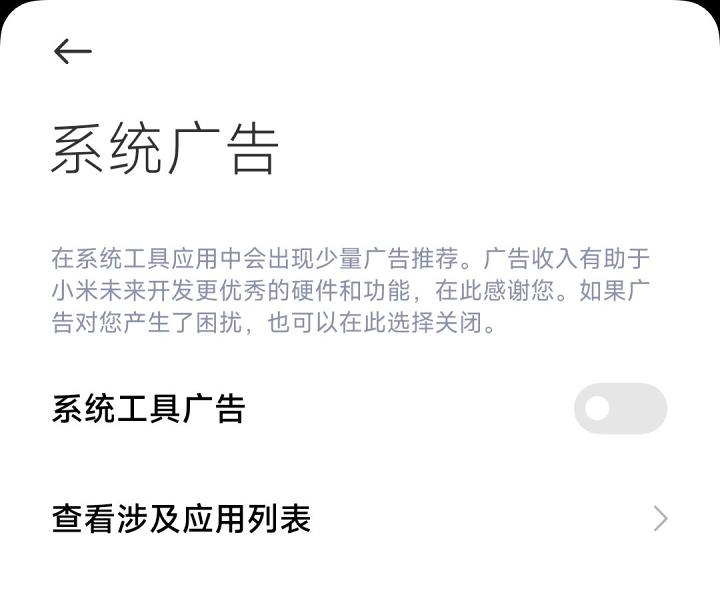 系统广告
在系统工具应用中会出现少量广告推荐。广告收入有助于
小米未来开发更优秀的硬件和功能，在此感谢您。如果广
告对您产生了困扰，也可以在此选择关闭。
系统工具广告
查看涉及应用列表